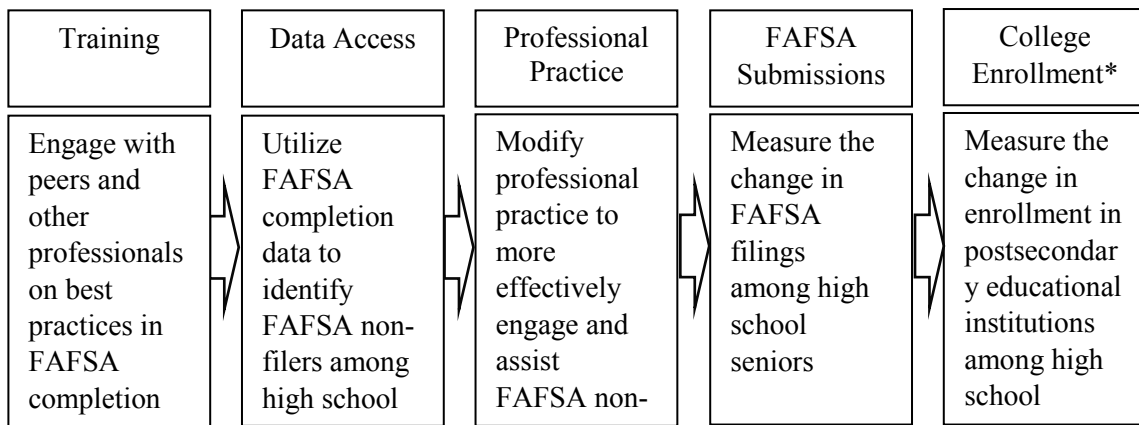 Training
Data Access
Professional
Practice
FAFSA
Submissions
College
Enrollment*
Engage with
peers and
other
professionals
on best
practices in
FAFSA
completion
Utilize
FAFSA
completion
data to
identify
FAFSA non-
filers among
high school
Modify
professional
practice to
more
effectively
engage and
assist
FAFSA non-
Measure the
change in
FAFSA
filings
among high
school
seniors
Measure the
change in
enrollment in
postsecondar
y educational
institutions
among high
school